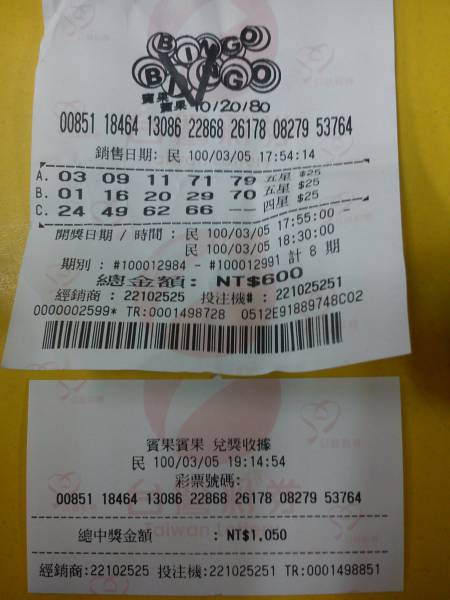 BINGO
BINGO
賓果
賓果 10/20/80
00851 18464 13086 22868 26178 08279 53764
銷售日期: 民 100/03/05 17:54:14
A. 03 09 11 71 79 五星 $25
B. 01 16 20 29 70 五星 $25
C. 24 49 62 66 -- 四星 $25
開獎日期 / 時間 : 民 100/03/05 17:55:00 -
民 100/03/05 18:30:00
期別 : #100012984 - #100012991 計 8 期
總金額: NT$600
經銷商 : 22102525 投注機# : 221025251
0000002599* TR:0001498728 0512E91889748C02
賓果賓果 兌獎收據
民 100/03/05 19:14:54
彩票號碼:
00851 18464 13086 22868 26178 08279 53764
總中獎金額 : NT$1,050
經銷商:22102525 投注機:221025251 TR:0001498851